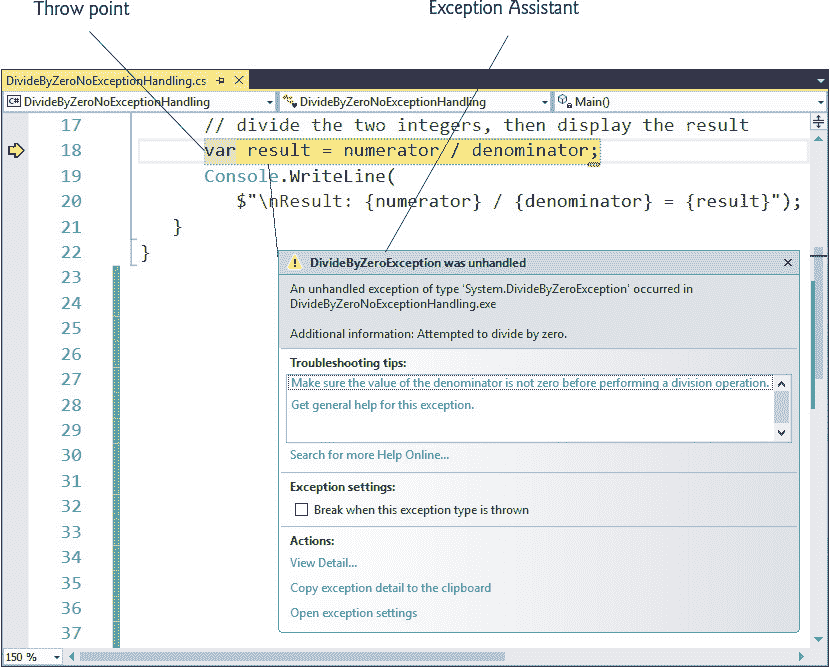 Throw point
Exception Assistant
DivideByZeroNoExceptionHandling.cs
C# DivideByZeroNoExceptionHandling
DivideByZeroNoExceptionHandling
Main()
17 // divide the two integers, then display the result
18 var result = numerator / denominator;
19 Console.WriteLine(
20 $"\nResult: {numerator} / {denominator} = {result}");
21 }
22 }
23
24
25
26
27
28
29
30
31
32
33
34
35
36
37
DivideByZeroException was unhandled
An unhandled exception of type 'System.DivideByZeroException' occurred in
DivideByZeroNoExceptionHandling.exe
Additional information: Attempted to divide by zero.
Troubleshooting tips:
Make sure the value of the denominator is not zero before performing a division operation.
Get general help for this exception.
Search for more Help Online...
Exception settings:
Break when this exception type is thrown
Actions:
View Detail...
Copy exception detail to the clipboard
Open exception settings
150 %